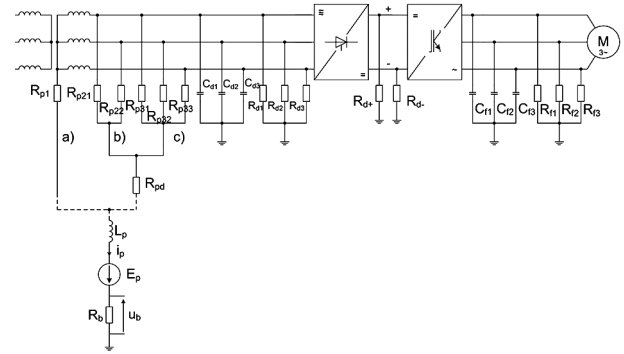 +
=
=
=
-
~
M
3~
Rp1
Rp21
Rp22
Rp31
Rp32
Rp33
Cd1
Cd2
Cd3
Rd1
Rd2
Rd3
Rd+
Rd-
Cf1
Cf2
Cf3
Rf1
Rf2
Rf3
a)
b)
c)
Rpd
Lp
ip
Ep
Rb
ub